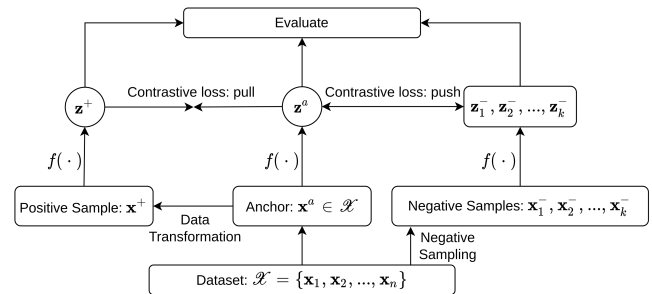 Evaluate
Contrastive loss: pull
Contrastive loss: push
𝐳⁺
𝐳ᵃ
𝐳₁⁻, 𝐳₂⁻, ..., 𝐳ₖ⁻
f(·)
f(·)
f(·)
Positive Sample: 𝐱⁺
Data
Transformation
Anchor: 𝐱ᵃ ∈ 𝒳
Negative Samples: 𝐱₁⁻, 𝐱₂⁻, ..., 𝐱ₖ⁻
Negative
Sampling
Dataset: 𝒳 = {𝐱₁, 𝐱₂, ..., 𝐱ₙ}